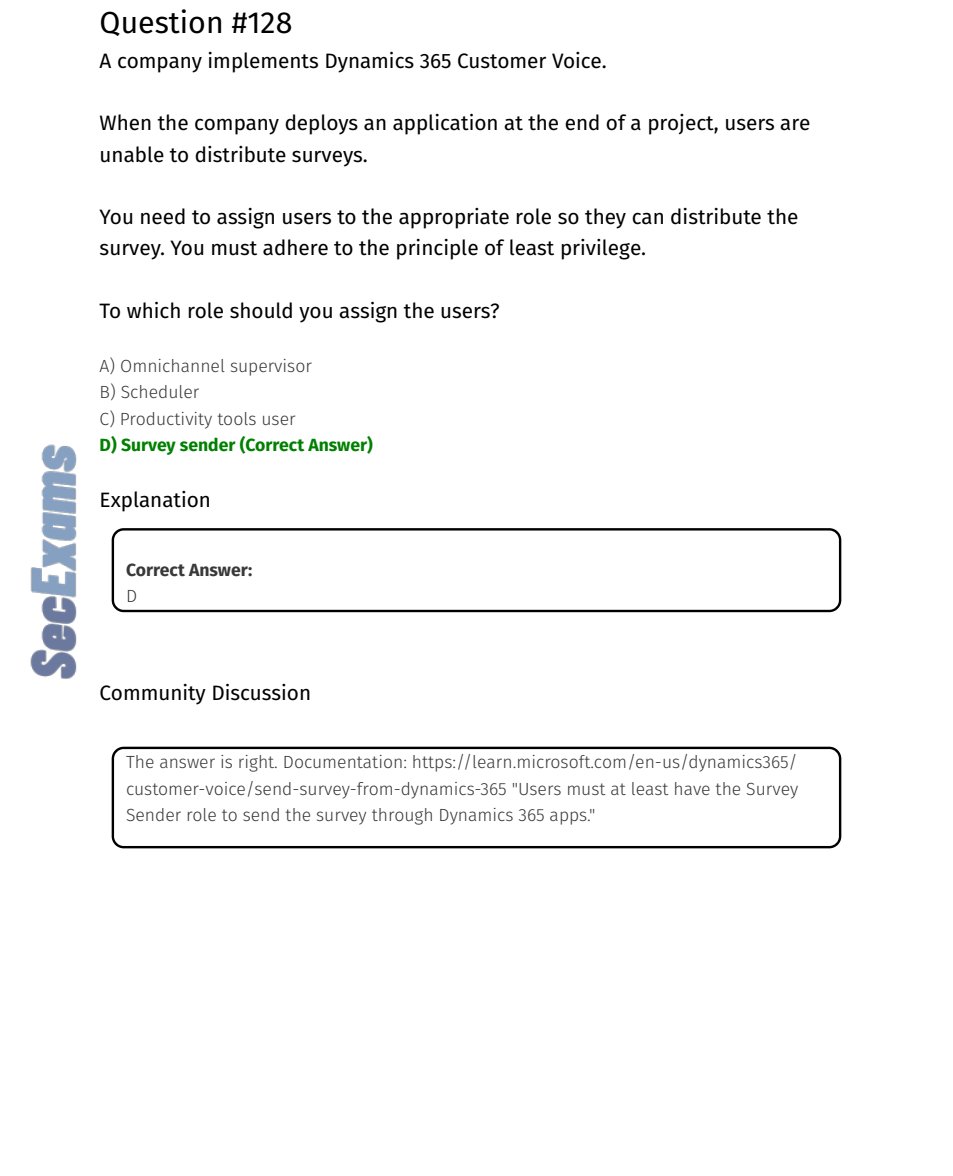 Question #128
A company implements Dynamics 365 Customer Voice.
When the company deploys an application at the end of a project, users are
unable to distribute surveys.
You need to assign users to the appropriate role so they can distribute the
survey. You must adhere to the principle of least privilege.
To which role should you assign the users?
A) Omnichannel supervisor
B) Scheduler
C) Productivity tools user
D) Survey sender (Correct Answer)
SecExams
Explanation
Correct Answer:
D
Community Discussion
The answer is right. Documentation: https://learn.microsoft.com/en-us/dynamics365/
customer-voice/send-survey-from-dynamics-365 "Users must at least have the Survey
Sender role to send the survey through Dynamics 365 apps."